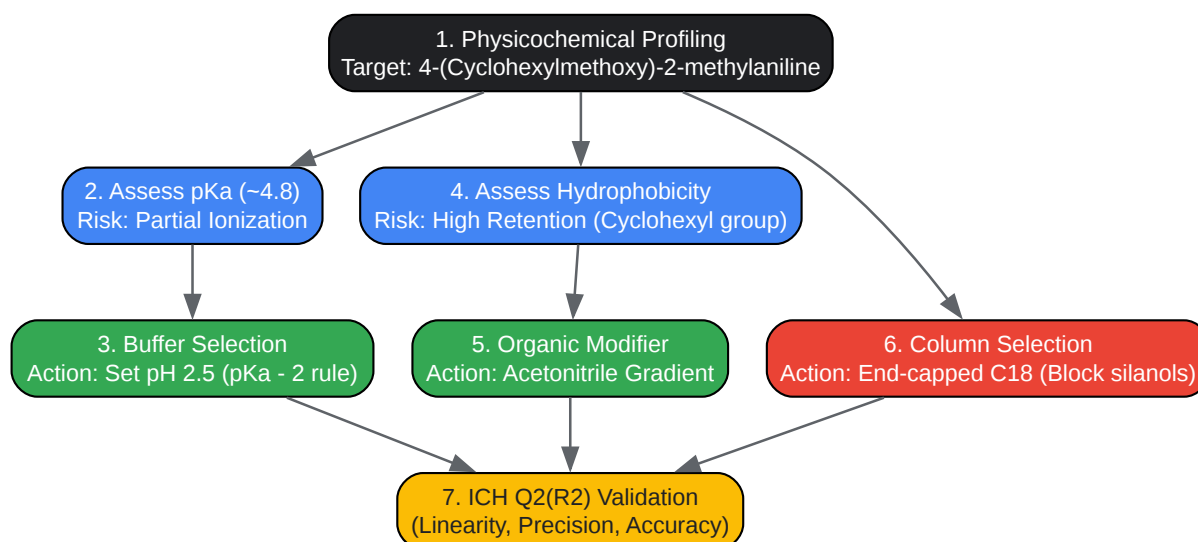 1. Physicochemical Profiling
Target: 4-(Cyclohexylmethoxy)-2-methylaniline
2. Assess pKa (~4.8)
Risk: Partial Ionization
4. Assess Hydrophobicity
Risk: High Retention (Cyclohexyl group)
3. Buffer Selection
Action: Set pH 2.5 (pKa - 2 rule)
5. Organic Modifier
Action: Acetonitrile Gradient
6. Column Selection
Action: End-capped C18 (Block silanols)
7. ICH Q2(R2) Validation
(Linearity, Precision, Accuracy)